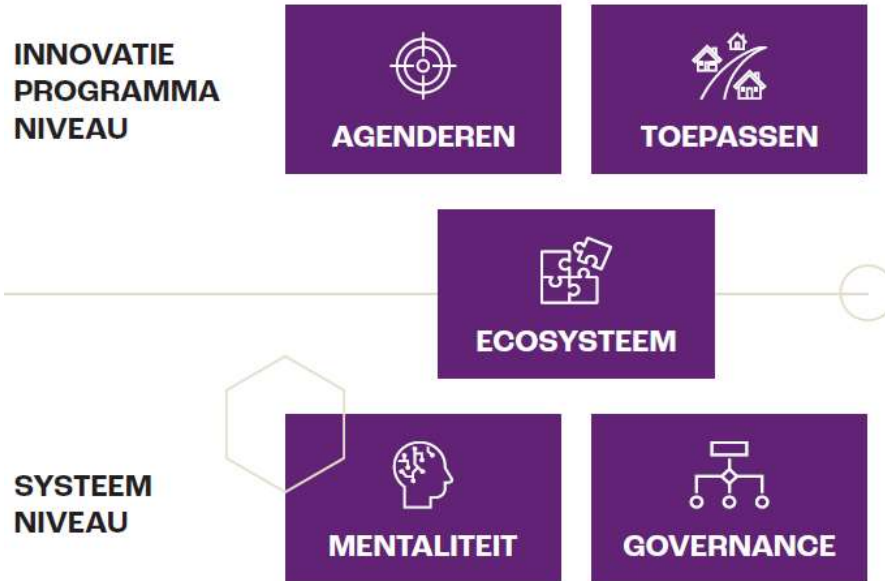 INNOVATIE
PROGRAMMA
NIVEAU
AGENDEREN
TOEPASSEN
ECOSYSTEEM
SYSTEEM
NIVEAU
MENTALITEIT
GOVERNANCE